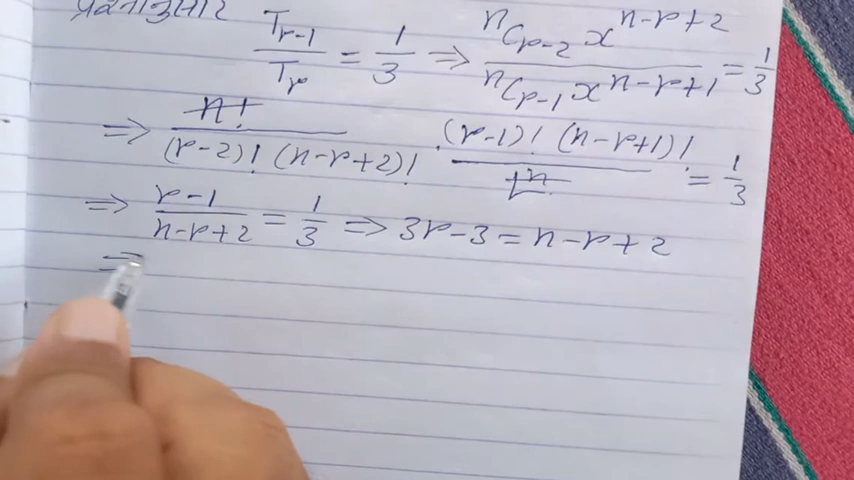 T_{r-1}/T_r = 1/3 ⇒ ⁿC_{r-2} x^{n-r+2} / ⁿC_{r-1} x^{n-r+1} = 1/3
⇒ n!/(r-2)! (n-r+2)! · (r-1)! (n-r+1)!/n! = 1/3
⇒ r-1/n-r+2 = 1/3 ⇒ 3r-3 = n-r+2
⇒